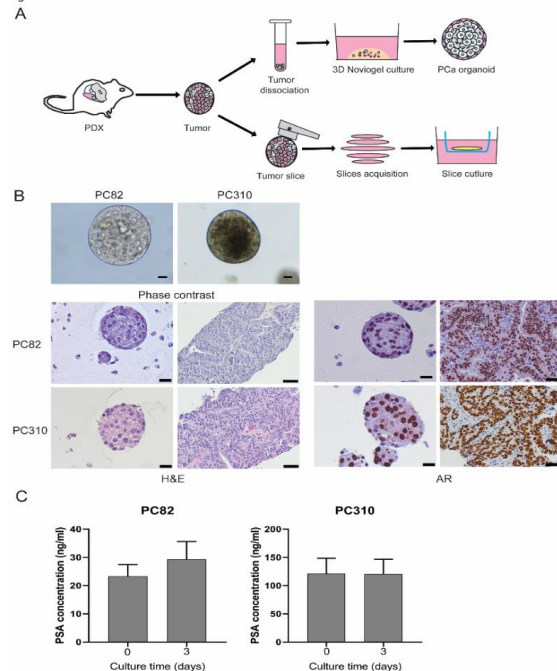 A
Tumor
dissociation
3D Noviogel culture
PCa organoid
PDX
Tumor
Tumor slice
Slices acquisition
Slice cutlure
B
PC82
PC310
Phase contrast
PC82
PC310
H&E
AR
C
PC82
PC310
PSA concentration (ng/ml)
40
30
20
10
0
0
3
Culture time (days)
PSA concentration (ng/ml)
200
150
100
50
0
0
3
Culture time (days)